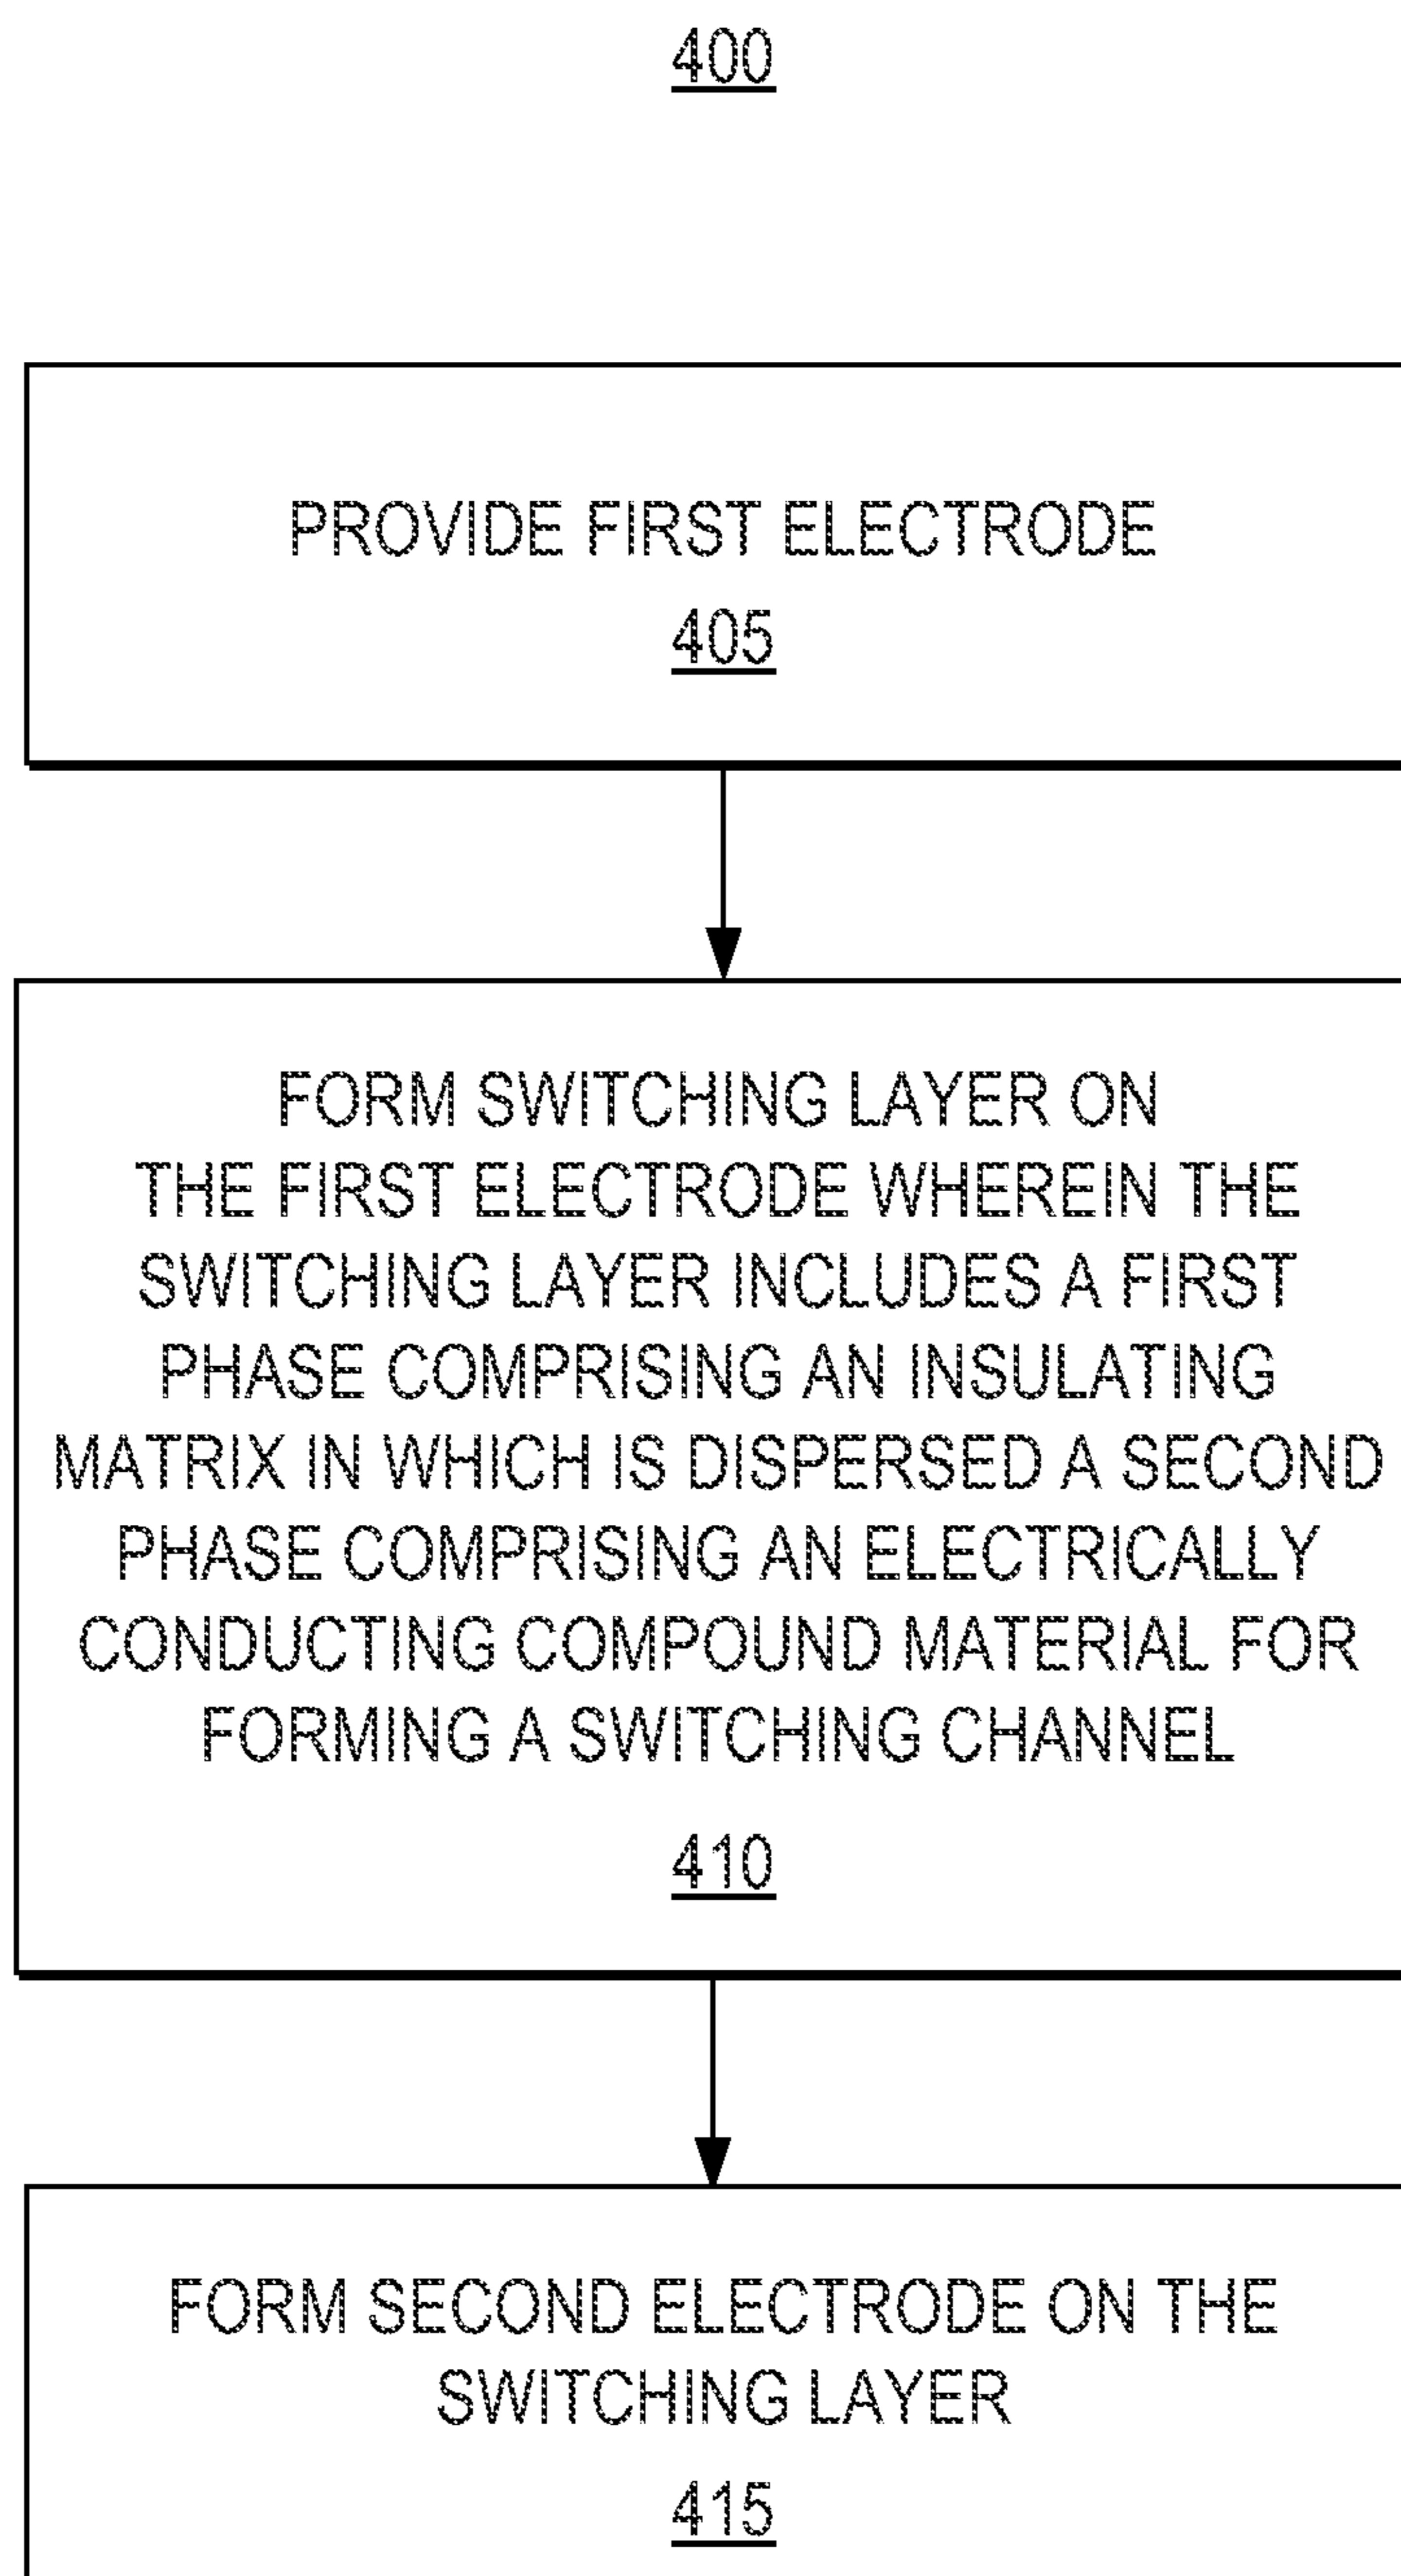 400
PROVIDE FIRST ELECTRODE
405
FORM SWITCHING LAYER ON
THE FIRST ELECTRODE WHEREIN THE
SWITCHING LAYER INCLUDES A FIRST
PHASE COMPRISING AN INSULATING
MATRIX IN WHICH IS DISPERSED A SECOND
PHASE COMPRISING AN ELECTRICALLY
CONDUCTING COMPOUND MATERIAL FOR
FORMING A SWITCHING CHANNEL
410
FORM SECOND ELECTRODE ON THE
SWITCHING LAYER
415